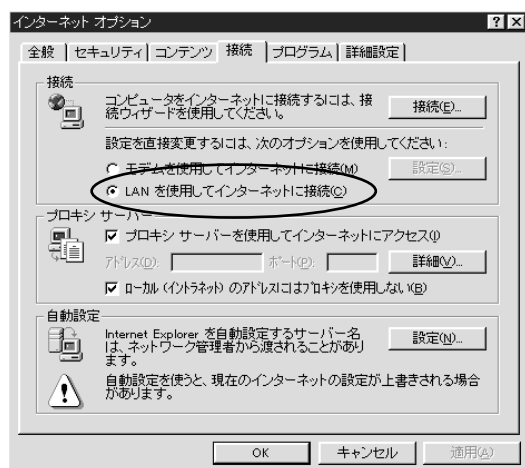 インターネット オプション
全般 セキュリティ コンテンツ 接続 プログラム 詳細設定
接続
コンピュータをインターネットに接続するには、接
続ウィザードを使用してください。
接続(E)...
設定を直接変更するには、次のオプションを使用してください:
モデムを使用してインターネットに接続(M)
設定(S)...
LAN を使用してインターネットに接続(C)
プロキシ サーバー
プロキシ サーバーを使用してインターネットにアクセス(I)
アドレス(D): ポート(P): 詳細(V)...
ローカル (イントラネット) のアドレスにはプロキシを使用しない(B)
自動設定
Internet Explorer を自動設定するサーバー名
は、ネットワーク管理者から渡されることがあり
ます。
設定(N)...
自動設定を使うと、現在のインターネットの設定が上書きされる場合
があります。
OK キャンセル 適用(A)